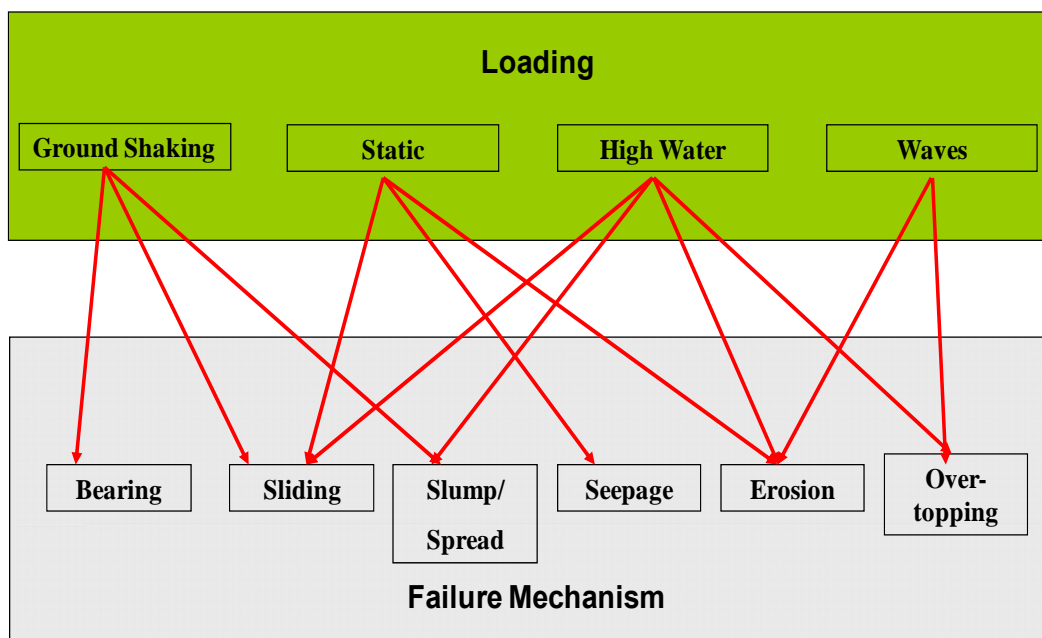 Loading
Ground Shaking
Static
High Water
Waves
Bearing
Sliding
Slump/
Spread
Seepage
Erosion
Over-
topping
Failure Mechanism